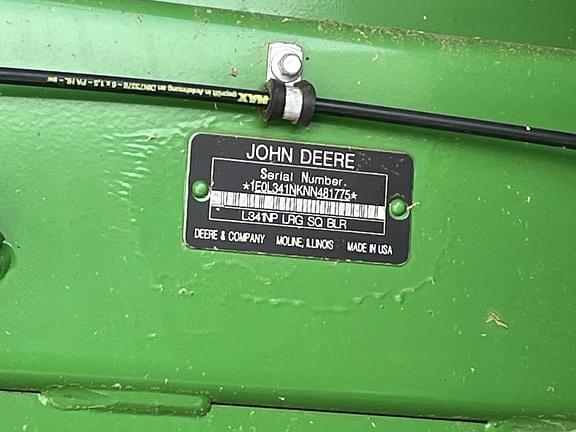 JOHN DEERE
Serial Number.
*1E0L341NKNN481775*
L341NP LRG SQ BLR
DEERE & COMPANY MOLINE, ILLINOIS MADE IN USA